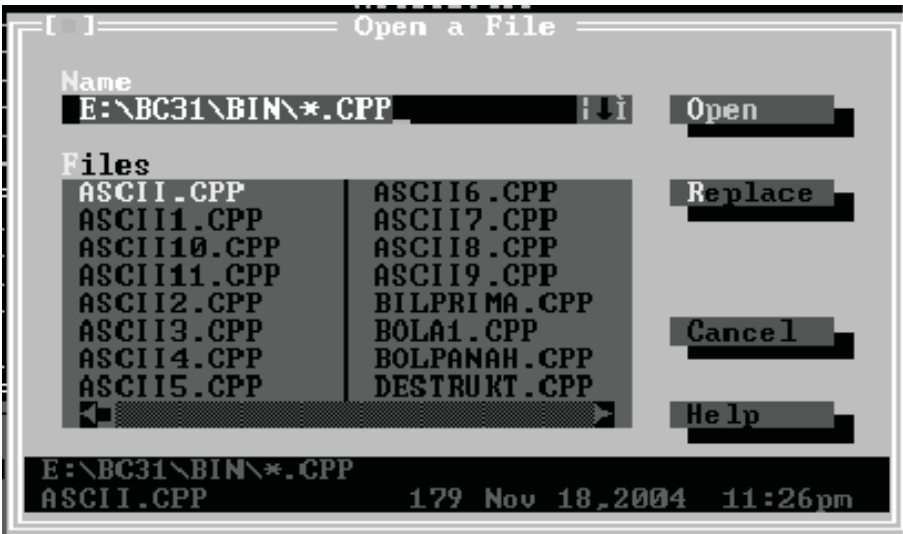 [■] Open a File
Name
E:\BC31\BIN\*.CPP_ Open
Files
ASCII.CPP ASCII6.CPP Replace
ASCII1.CPP ASCII7.CPP
ASCII10.CPP ASCII8.CPP
ASCII11.CPP ASCII9.CPP
ASCII2.CPP BILPRIMA.CPP
ASCII3.CPP BOLA1.CPP Cancel
ASCII4.CPP BOLPANAH.CPP
ASCII5.CPP DESTRUKT.CPP
Help
E:\BC31\BIN\*.CPP
ASCII.CPP 179 Nov 18,2004 11:26pm